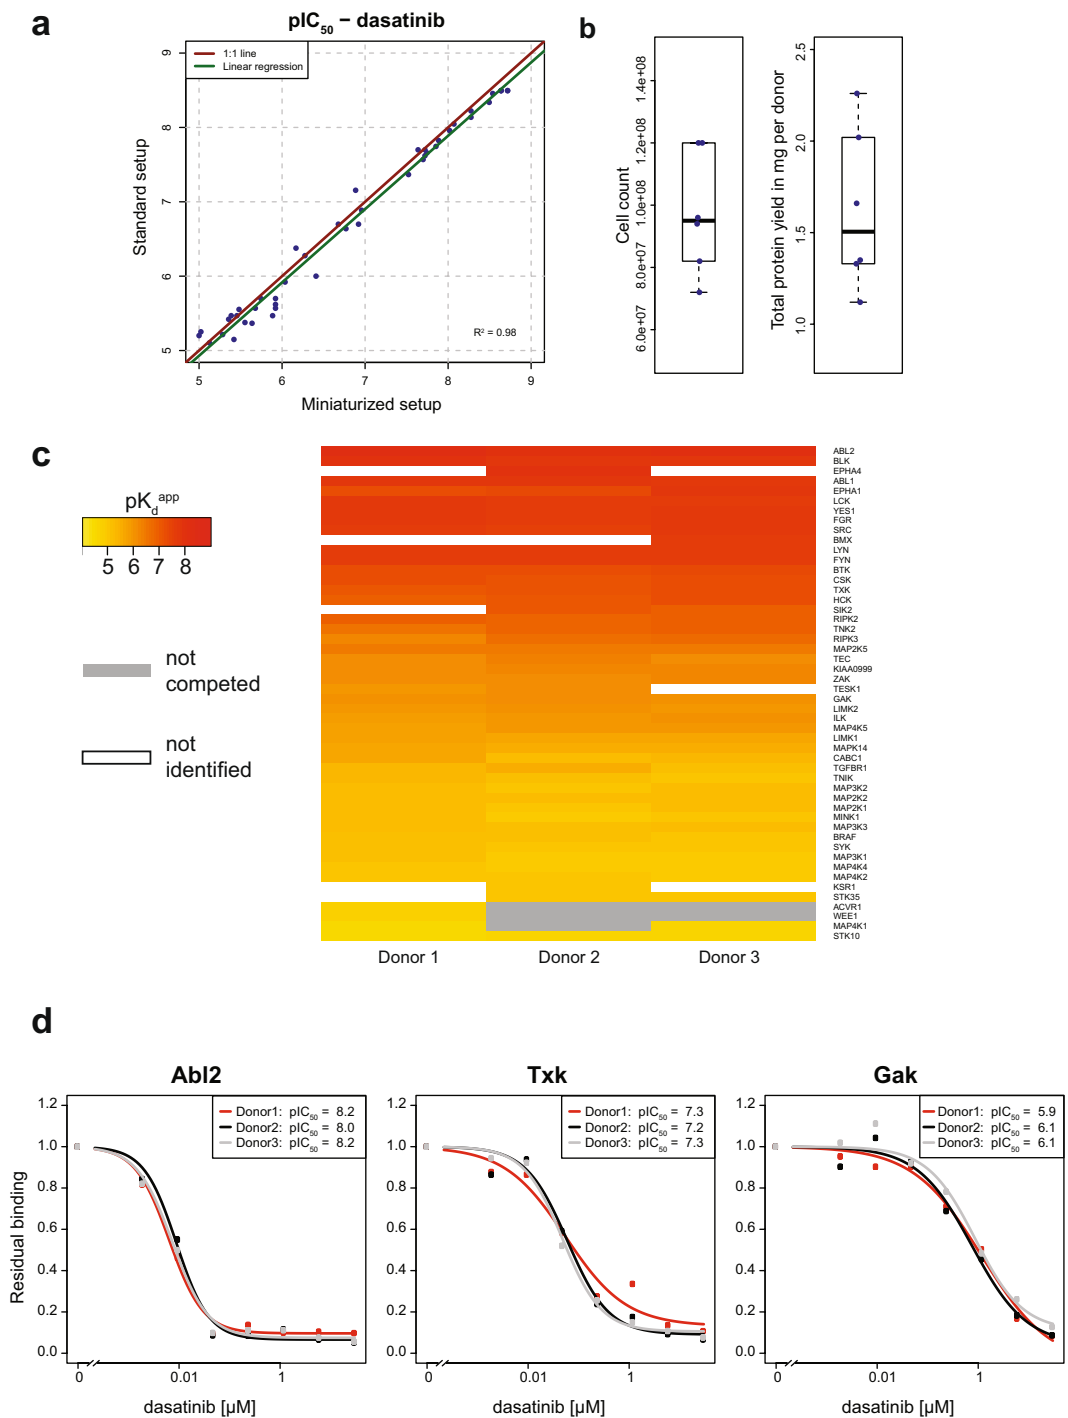 a
pIC50 – dasatinib
1:1 line
Linear regression
Standard setup
5
6
7
8
9
R² = 0.98
5 6 7 8 9
Miniaturized setup
b
Cell count
6.0e+07
8.0e+07
1.0e+08
1.2e+08
1.4e+08
Total protein yield in mg per donor
1.0
1.5
2.0
2.5
c
pKd app
5 6 7 8
not
competed
not
identified
ABL2
BLK
EPHA4
ABL1
EPHA1
LCK
YES1
FGR
SRC
BMX
LYN
FYN
BTK
CSK
TXK
HCK
SIK2
RIPK2
TNK2
RIPK3
MAP2K5
TEC
KIAA0999
ZAK
TESK1
GAK
LIMK2
ILK
MAP4K5
LIMK1
MAPK14
CABC1
TGFBR1
TNIK
MAP3K2
MAP2K2
MAP2K1
MINK1
MAP3K3
BRAF
SYK
MAP3K1
MAP4K4
MAP4K2
KSR1
STK35
ACVR1
WEE1
MAP4K1
STK10
Donor 1 Donor 2 Donor 3
d
Abl2
Residual binding
1.2
1.0
0.8
0.6
0.4
0.2
0.0
Donor1: pIC50 = 8.2
Donor2: pIC50 = 8.0
Donor3: pIC50 = 8.2
0 0.01 1
dasatinib [µM]
Txk
1.2
1.0
0.8
0.6
0.4
0.2
0.0
Donor1: pIC50 = 7.3
Donor2: pIC50 = 7.2
Donor3: pIC50 = 7.3
0 0.01 1
dasatinib [µM]
Gak
1.2
1.0
0.8
0.6
0.4
0.2
0.0
Donor1: pIC50 = 5.9
Donor2: pIC50 = 6.1
Donor3: pIC50 = 6.1
0 0.01 1
dasatinib [µM]